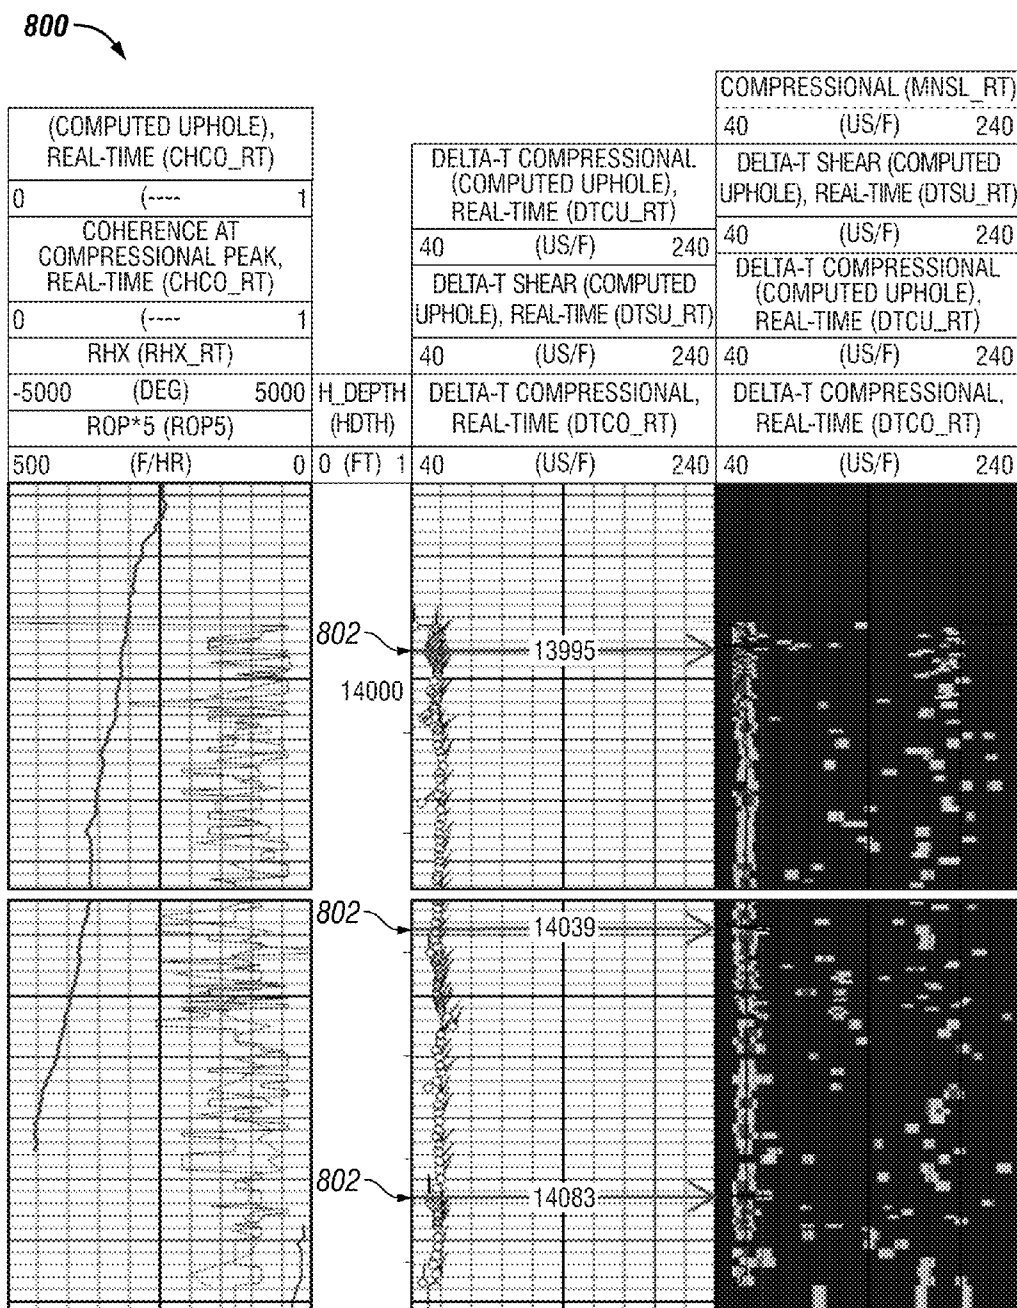 800
(COMPUTED UPHOLE),
REAL-TIME (CHCO_RT)
0 (---- 1
COHERENCE AT
COMPRESSIONAL PEAK,
REAL-TIME (CHCO_RT)
0 (---- 1
RHX (RHX_RT)
-5000 (DEG) 5000
ROP*5 (ROP5)
500 (F/HR) 0
H_DEPTH
(HDTH)
0 (FT) 1
DELTA-T COMPRESSIONAL
(COMPUTED UPHOLE),
REAL-TIME (DTCU_RT)
40 (US/F) 240
DELTA-T SHEAR (COMPUTED
UPHOLE), REAL-TIME (DTSU_RT)
40 (US/F) 240
DELTA-T COMPRESSIONAL,
REAL-TIME (DTCO_RT)
40 (US/F) 240
COMPRESSIONAL (MNSL_RT)
40 (US/F) 240
DELTA-T SHEAR (COMPUTED
UPHOLE), REAL-TIME (DTSU_RT)
40 (US/F) 240
DELTA-T COMPRESSIONAL
(COMPUTED UPHOLE),
REAL-TIME (DTCU_RT)
40 (US/F) 240
DELTA-T COMPRESSIONAL,
REAL-TIME (DTCO_RT)
40 (US/F) 240
802
13995
14000
802
14039
802
14083